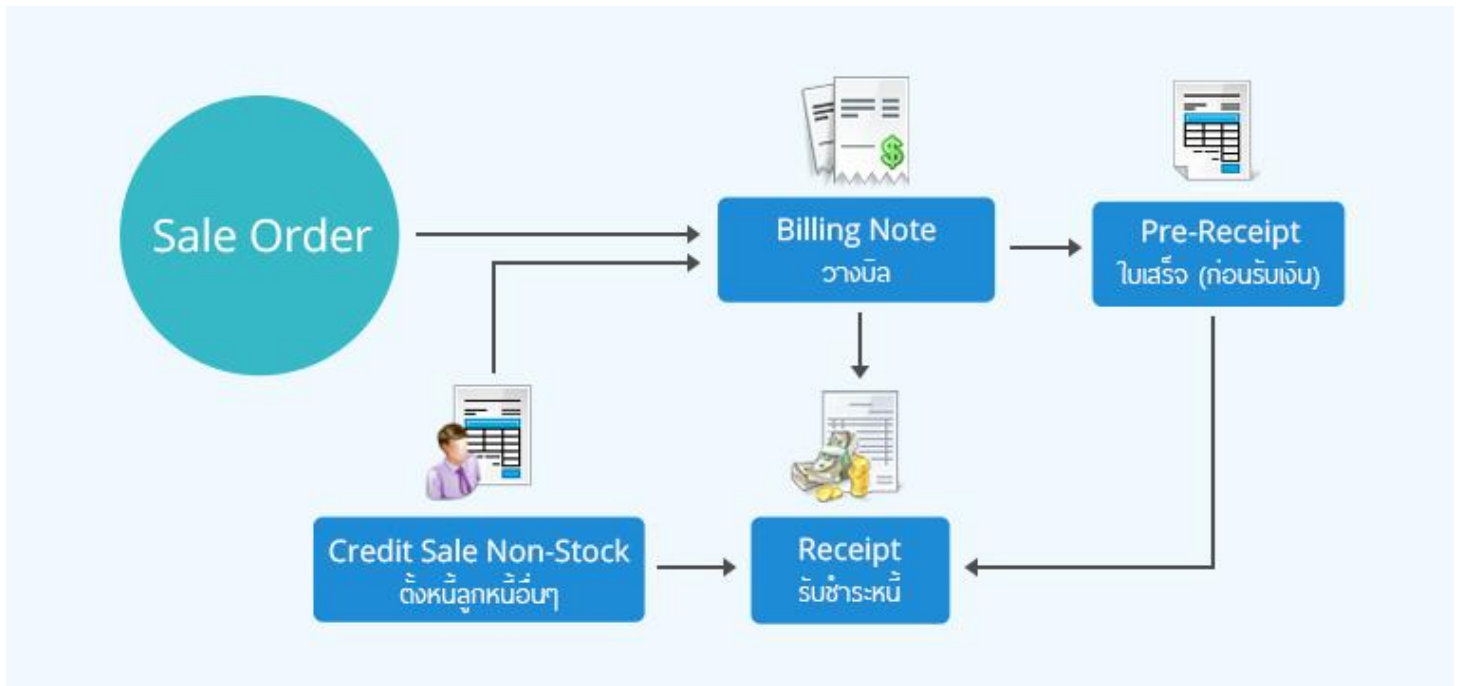 Sale Order
Billing Note
วางบิล
Pre-Receipt
ใบเสร็จ (ก่อนรับเงิน)
Credit Sale Non-Stock
ตั้งหนี้ลูกหนี้อื่นๆ
Receipt
รับชำระหนี้